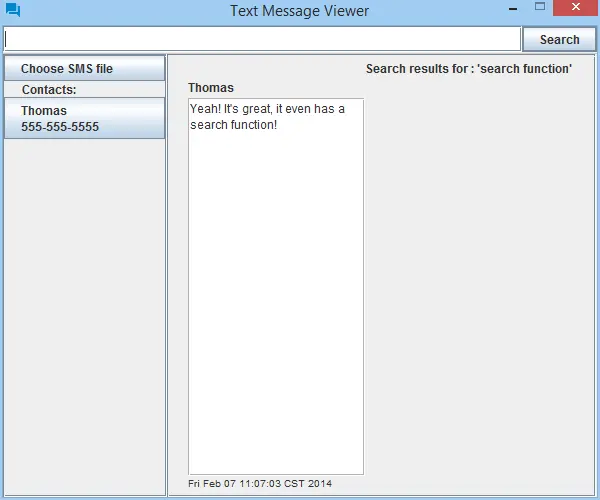 Text Message Viewer
Search
Choose SMS file
Contacts:
Thomas
555-555-5555
Search results for : 'search function'
Thomas
Yeah! It's great, it even has a
search function!
Fri Feb 07 11:07:03 CST 2014